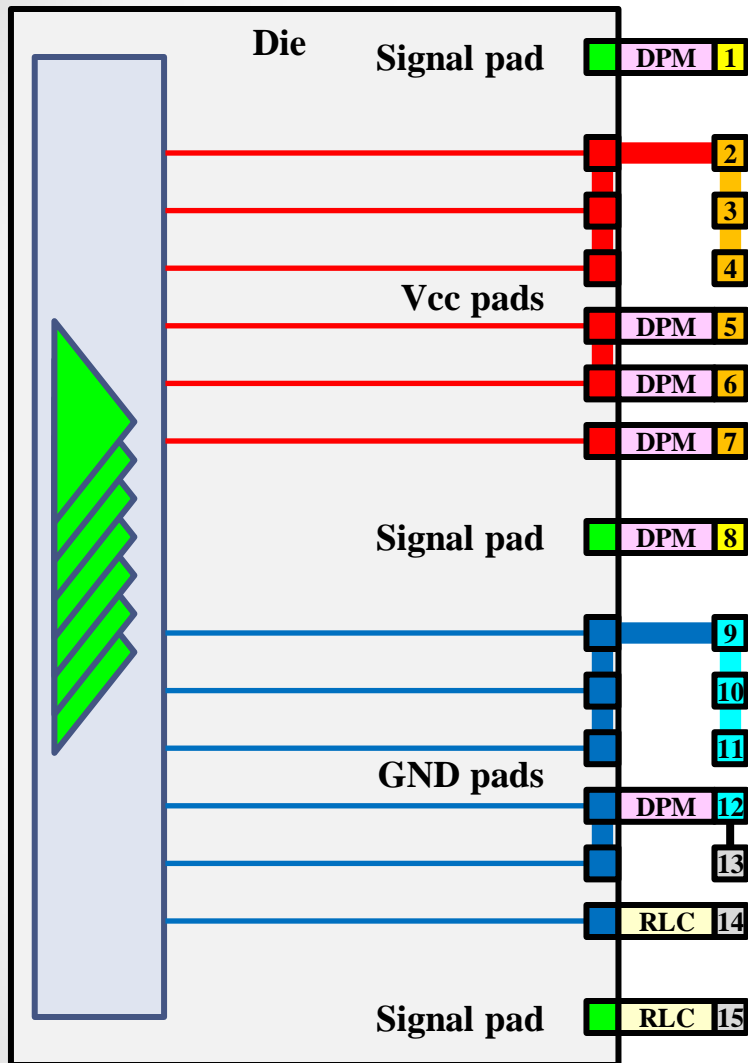 Die
Signal pad DPM 1
2
3
4
Vcc pads
DPM 5
DPM 6
DPM 7
Signal pad DPM 8
9
10
11
GND pads
DPM 12
13
RLC 14
Signal pad RLC 15